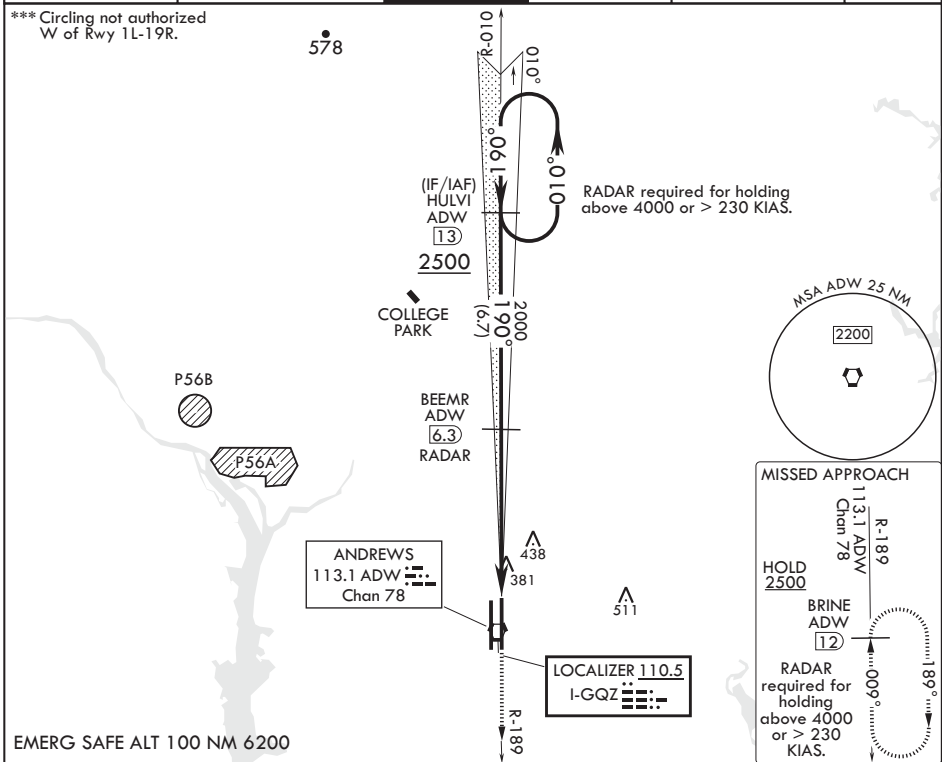 *** Circling not authorized
W of Rwy 1L-19R.
578
R-010
010°
190°
010°
(IF/IAF)
HULVI
ADW
13
2500
RADAR required for holding
above 4000 or > 230 KIAS.
COLLEGE
PARK
2000
190°
(6.7)
MSA ADW 25 NM
2200
P56B
P56A
BEEMR
ADW
6.3
RADAR
438
381
511
ANDREWS
113.1 ADW
Chan 78
LOCALIZER 110.5
I-GQZ
R-189
EMERG SAFE ALT 100 NM 6200
MISSED APPROACH
R-189
113.1 ADW
Chan 78
HOLD
2500
BRINE
ADW
12
RADAR
required for
holding
above 4000
or > 230
KIAS.
009°
189°